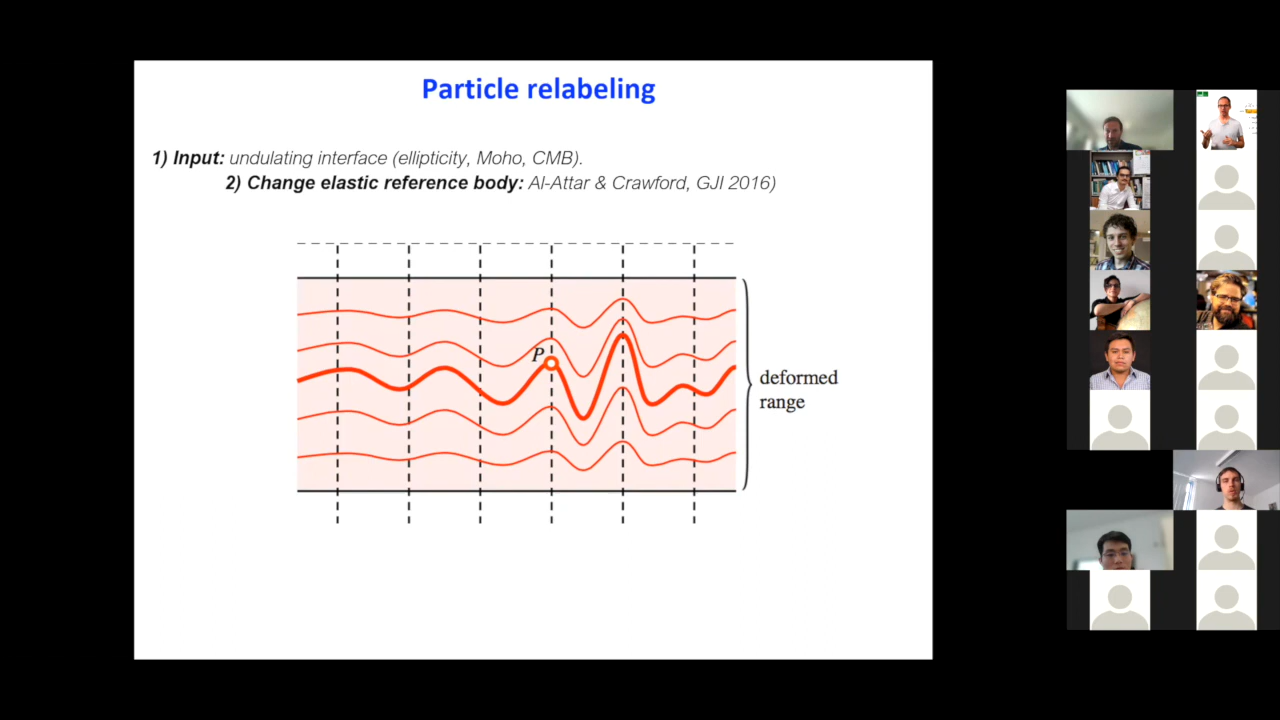 Particle relabeling
1) Input: undulating interface (ellipticity, Moho, CMB).
2) Change elastic reference body: Al-Attar & Crawford, GJI 2016)
P
deformed
range